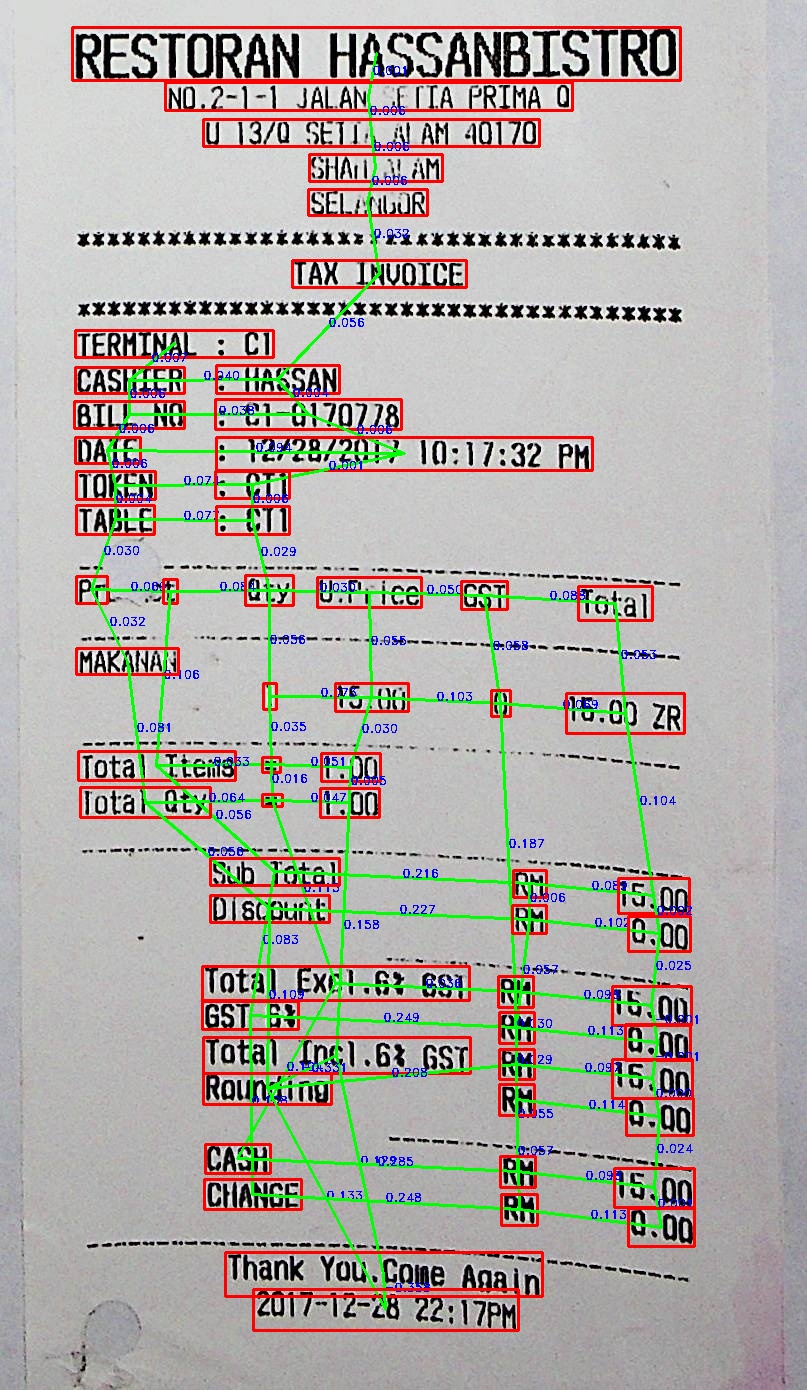 RESTORAN HASSANBISTRO
NO.2-1-1 JALAN SETIA PRIMA Q
U 13/Q SETIA ALAM 40170
SHAH ALAM
SELANGOR
***************************************
TAX INVOICE
***************************************
TERMINAL : C1
CASHIER : HASSAN
BILL NO : C1-0170778
DATE : 12/28/2017 10:17:32 PM
TOKEN : CT1
TABLE : CT1
Qty U.Price GST Total
MAKANAN
15.00 0 15.00 ZR
Total Items = 1.00
Total Qty = 1.00
Sub Total RM 15.00
Discount RM 0.00
Total Excl.6% GST RM 15.00
GST 6% RM 0.00
Total Incl.6% GST RM 15.00
Rounding RM 0.00
CASH RM 15.00
CHANGE RM 0.00
Thank You.Come Again
2017-12-28 22:17PM